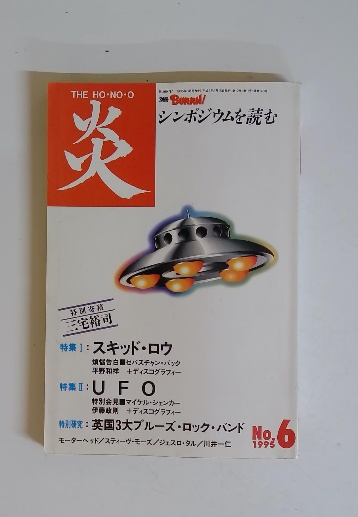 THE HO・NO・O
炎
BURRN!
シンポジウムを読む
特別寄稿
三宅裕司
特集Ⅰ:スキッド・ロウ
煩悩告白■セバスチャン・バック
平野和祥 +ディスコグラフィー
特集Ⅱ:UFO
特別会見■マイケル・シェンカー
伊藤政則 +ディスコグラフィー
特別研究:英国3大ブルーズ・ロック・バンド
モーターヘッド/スティーヴ・モーズ/ジェスロ・タル/川井一仁
No.6
1995